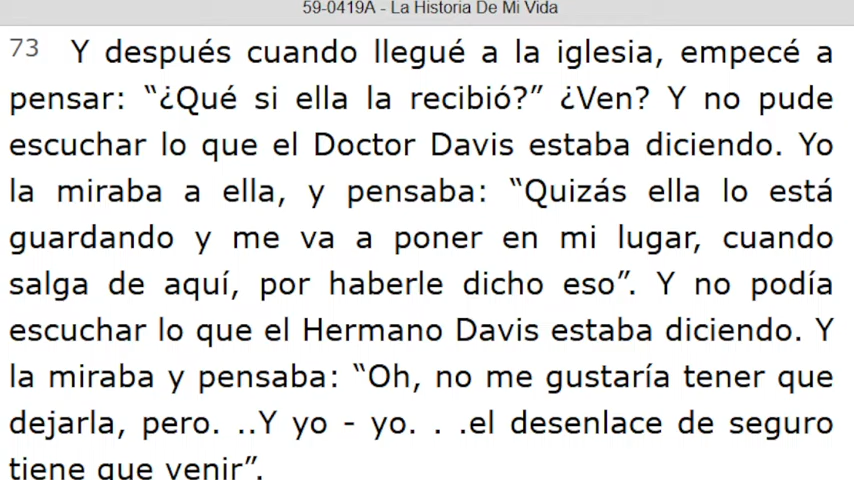 59-0419A - La Historia De Mi Vida
73 Y después cuando llegué a la iglesia, empecé a
pensar: “¿Qué si ella la recibió?” ¿Ven? Y no pude
escuchar lo que el Doctor Davis estaba diciendo. Yo
la miraba a ella, y pensaba: “Quizás ella lo está
guardando y me va a poner en mi lugar, cuando
salga de aquí, por haberle dicho eso”. Y no podía
escuchar lo que el Hermano Davis estaba diciendo. Y
la miraba y pensaba: “Oh, no me gustaría tener que
dejarla, pero. ..Y yo - yo. . .el desenlace de seguro
tiene que venir”.